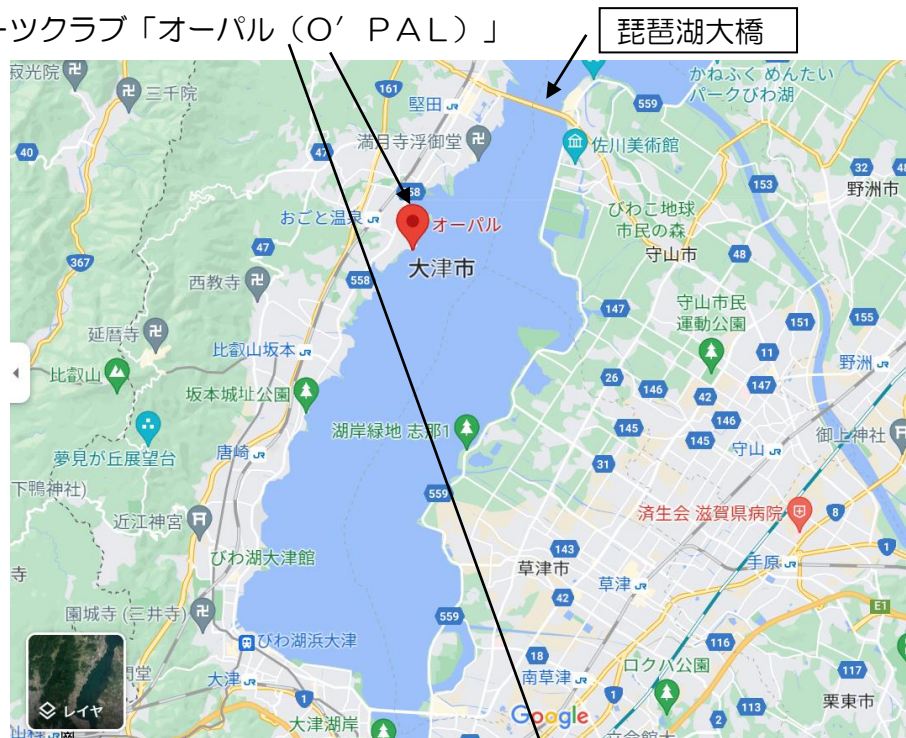 ーツクラブ「オーパル（O’PAL）」
琵琶湖大橋
寂光院
三千院
161
堅田
559
かねふく めんたい
パークびわ湖
40
47
満月寺浮御堂
佐川美術館
32
48
153
野洲市
558
おごと温泉
オーパル
びわこ地球
市民の森
守山市
48
大津市
47
367
西教寺
558
147
守山市民
運動公園
151
155
延暦寺
比叡山坂本
11
野洲
比叡山
坂本城址公園
26
146
42
147
146
夢見が丘展望台
唐崎
湖岸緑地 志那1
145
145
守山
御上神社
31
下鴨神社)
559
近江神宮
済生会 滋賀県病院
8
びわ湖大津館
143
草津市
草津
手原
1
寺
42
E1
園城寺 (三井寺)
559
116
びわ湖浜大津
18
ロクハ公園
117
門堂
大津
南草津
1
1
113
栗東市
レイヤ
大津湖岸
Google
2